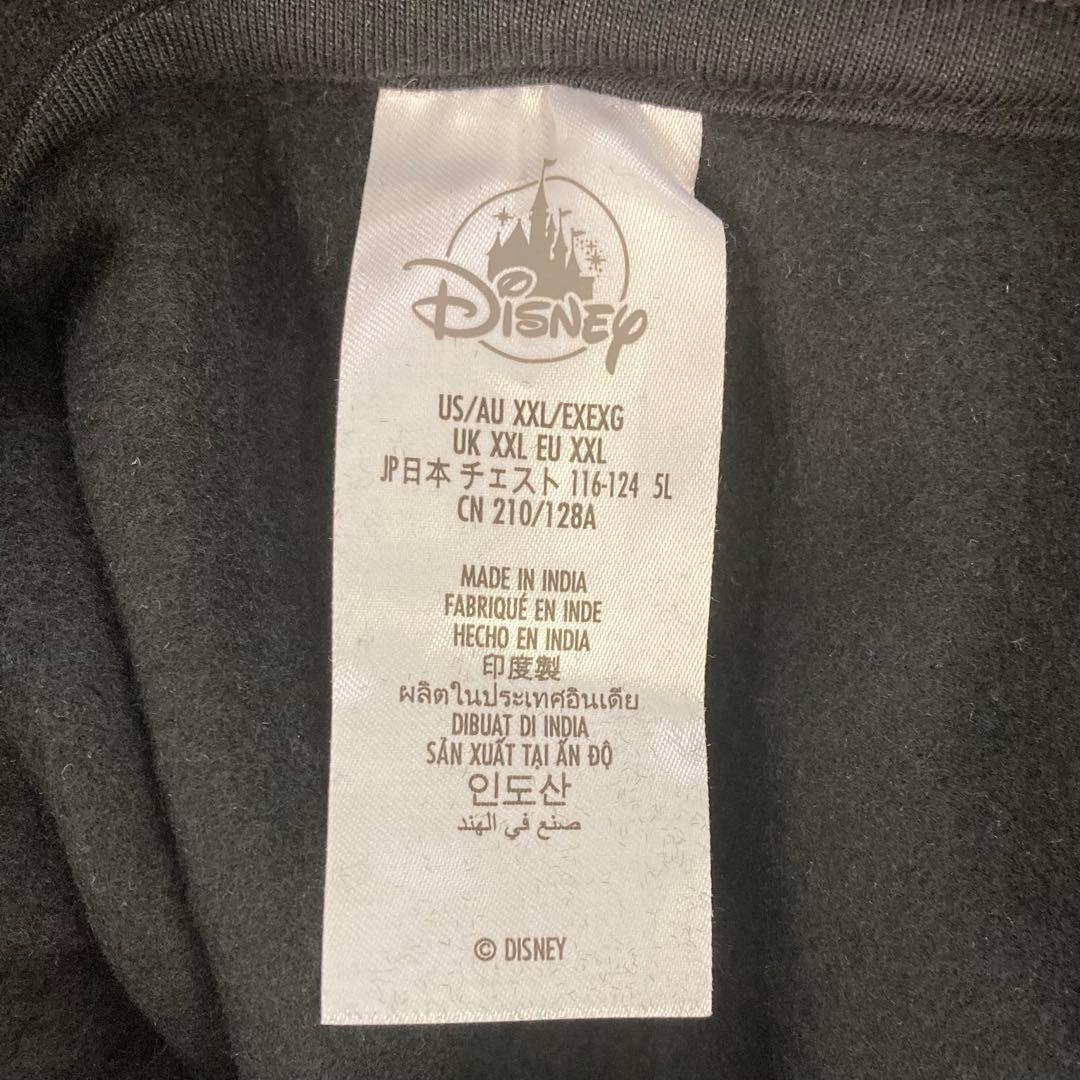 Disney
US/AU XXL/EXEXG
UK XXL EU XXL
JP日本 チェスト 116-124 5L
CN 210/128A
MADE IN INDIA
FABRIQUÉ EN INDE
HECHO EN INDIA
印度製
ผลิตในประเทศอินเดีย
DIBUAT DI INDIA
SẢN XUẤT TẠI ẤN ĐỘ
인도산
صنع في الهند
© DISNEY